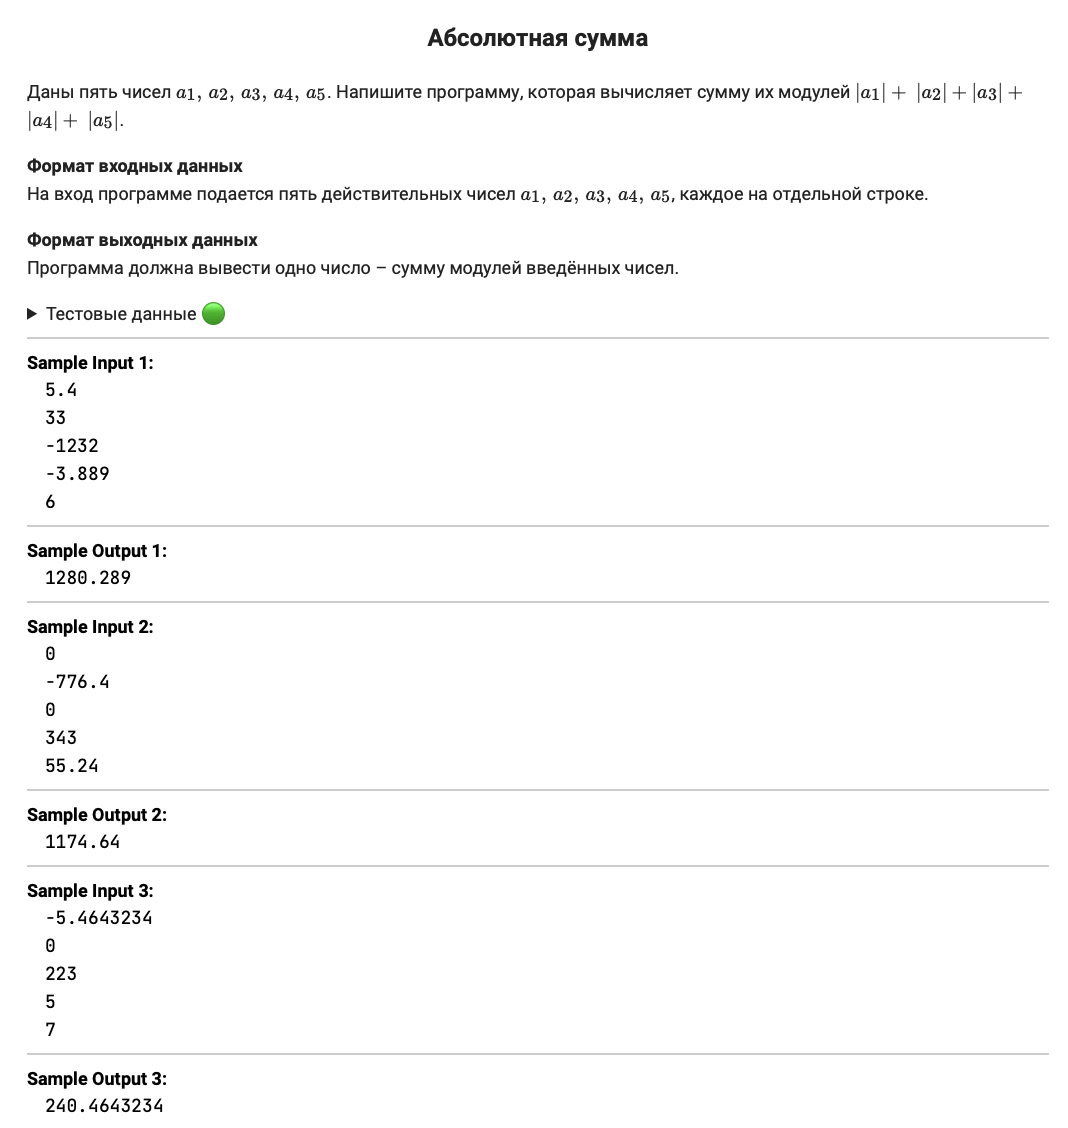 Абсолютная сумма
Даны пять чисел a1, a2, a3, a4, a5. Напишите программу, которая вычисляет сумму их модулей |a1| + |a2| + |a3| +
|a4| + |a5|.
Формат входных данных
На вход программе подается пять действительных чисел a1, a2, a3, a4, a5, каждое на отдельной строке.
Формат выходных данных
Программа должна вывести одно число – сумму модулей введённых чисел.
Тестовые данные
Sample Input 1:
5.4
33
-1232
-3.889
6
Sample Output 1:
1280.289
Sample Input 2:
0
-776.4
0
343
55.24
Sample Output 2:
1174.64
Sample Input 3:
-5.4643234
0
223
5
7
Sample Output 3:
240.4643234